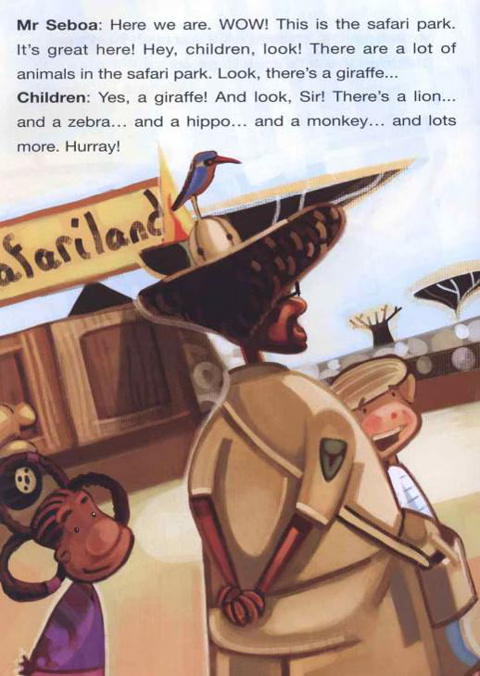 Mr Seboa: Here we are. WOW! This is the safari park.
It's great here! Hey, children, look! There are a lot of
animals in the safari park. Look, there's a giraffe...
Children: Yes, a giraffe! And look, Sir! There's a lion...
and a zebra... and a hippo... and a monkey... and lots
more. Hurray!
afariland